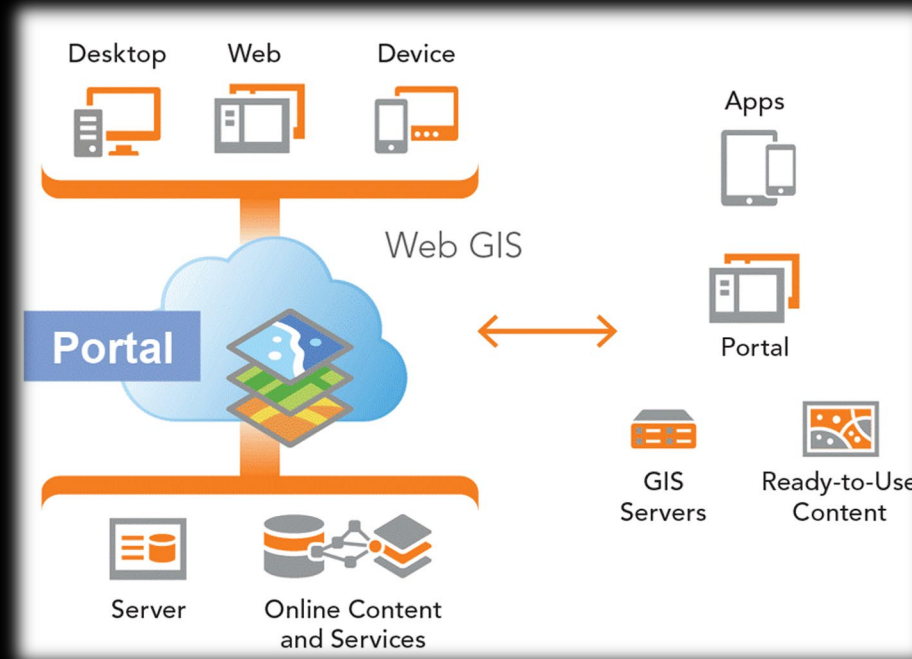 Desktop
Web
Device
Apps
Web GIS
Portal
Portal
GIS
Servers
Ready-to-Use
Content
Server
Online Content
and Services